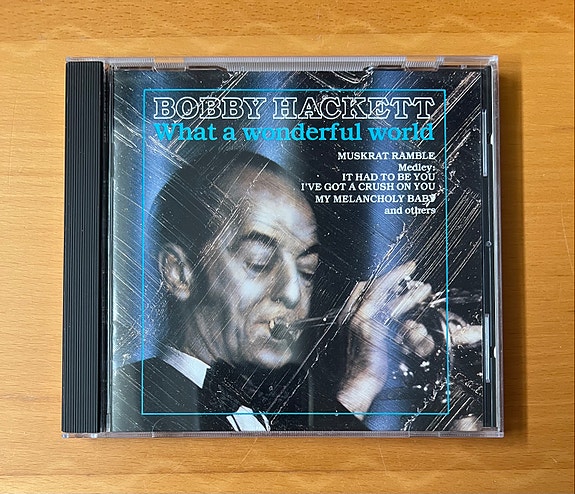 BOBBY HACKETT
What a wonderful world
MUSKRAT RAMBLE
Medley:
IT HAD TO BE YOU
I'VE GOT A CRUSH ON YOU
MY MELANCHOLY BABY
and others